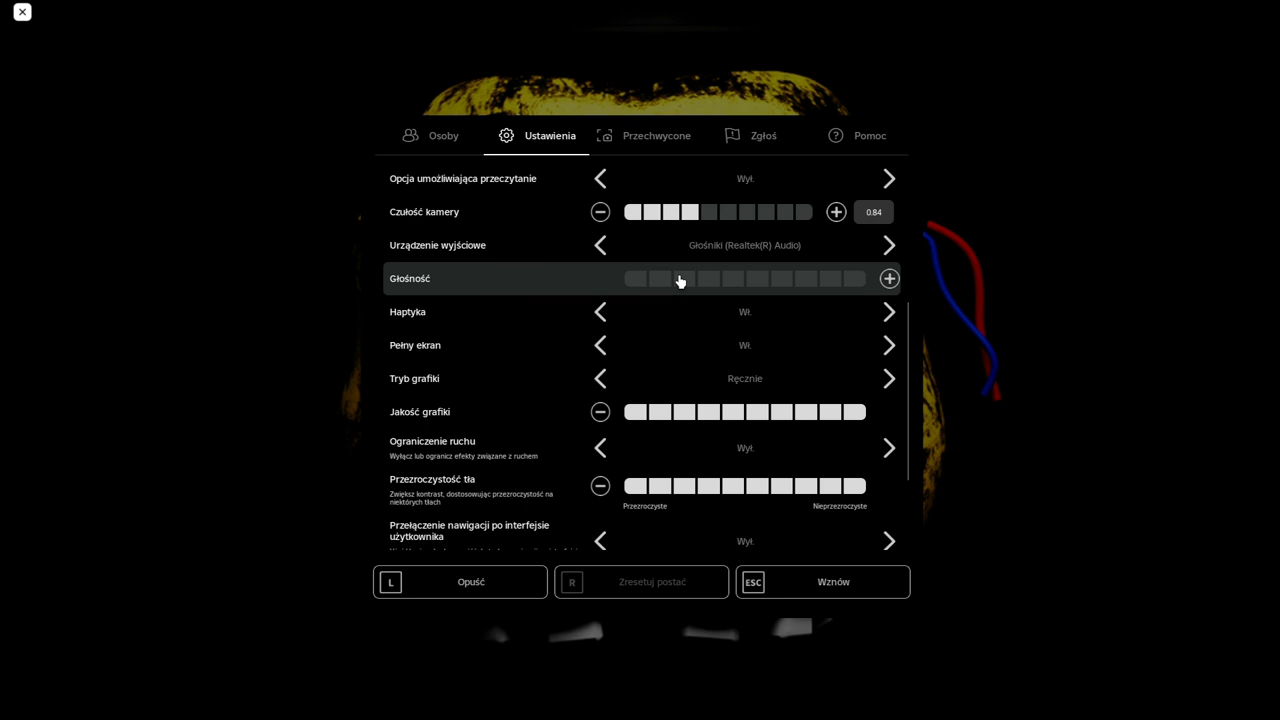 Osoby
Ustawienia
Przechwycone
Zgłoś
Pomoc
Opcja umożliwiająca przeczytanie
Wył.
Czułość kamery
0.84
Urządzenie wyjściowe
Głośniki (Realtek(R) Audio)
Głośność
Haptyka
Wł.
Pełny ekran
Wł.
Tryb grafiki
Ręcznie
Jakość grafiki
Ograniczenie ruchu
Wyłącz lub ogranicz efekty związane z ruchem
Wył.
Przezroczystość tła
Zwiększ kontrast, dostosowując przezroczystość na
niektórych tłach
Przezroczyste
Nieprzezroczyste
Przełączenie nawigacji po interfejsie
użytkownika
Wył.
L
Opuść
R
Zresetuj postać
ESC
Wznów